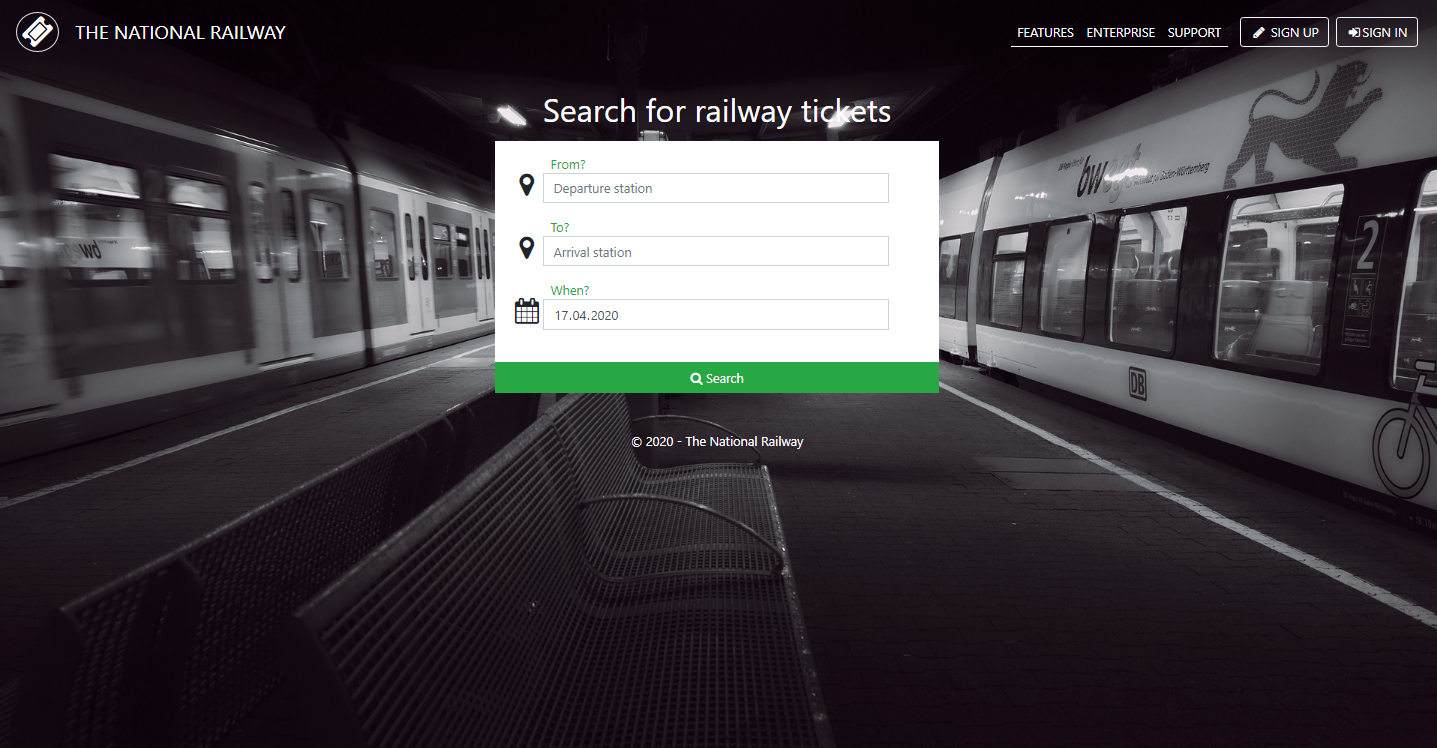 THE NATIONAL RAILWAY
FEATURES ENTERPRISE SUPPORT SIGN UP SIGN IN
Search for railway tickets
From?
Departure station
To?
Arrival station
When?
17.04.2020
Search
© 2020 - The National Railway
bwegt
2
DB